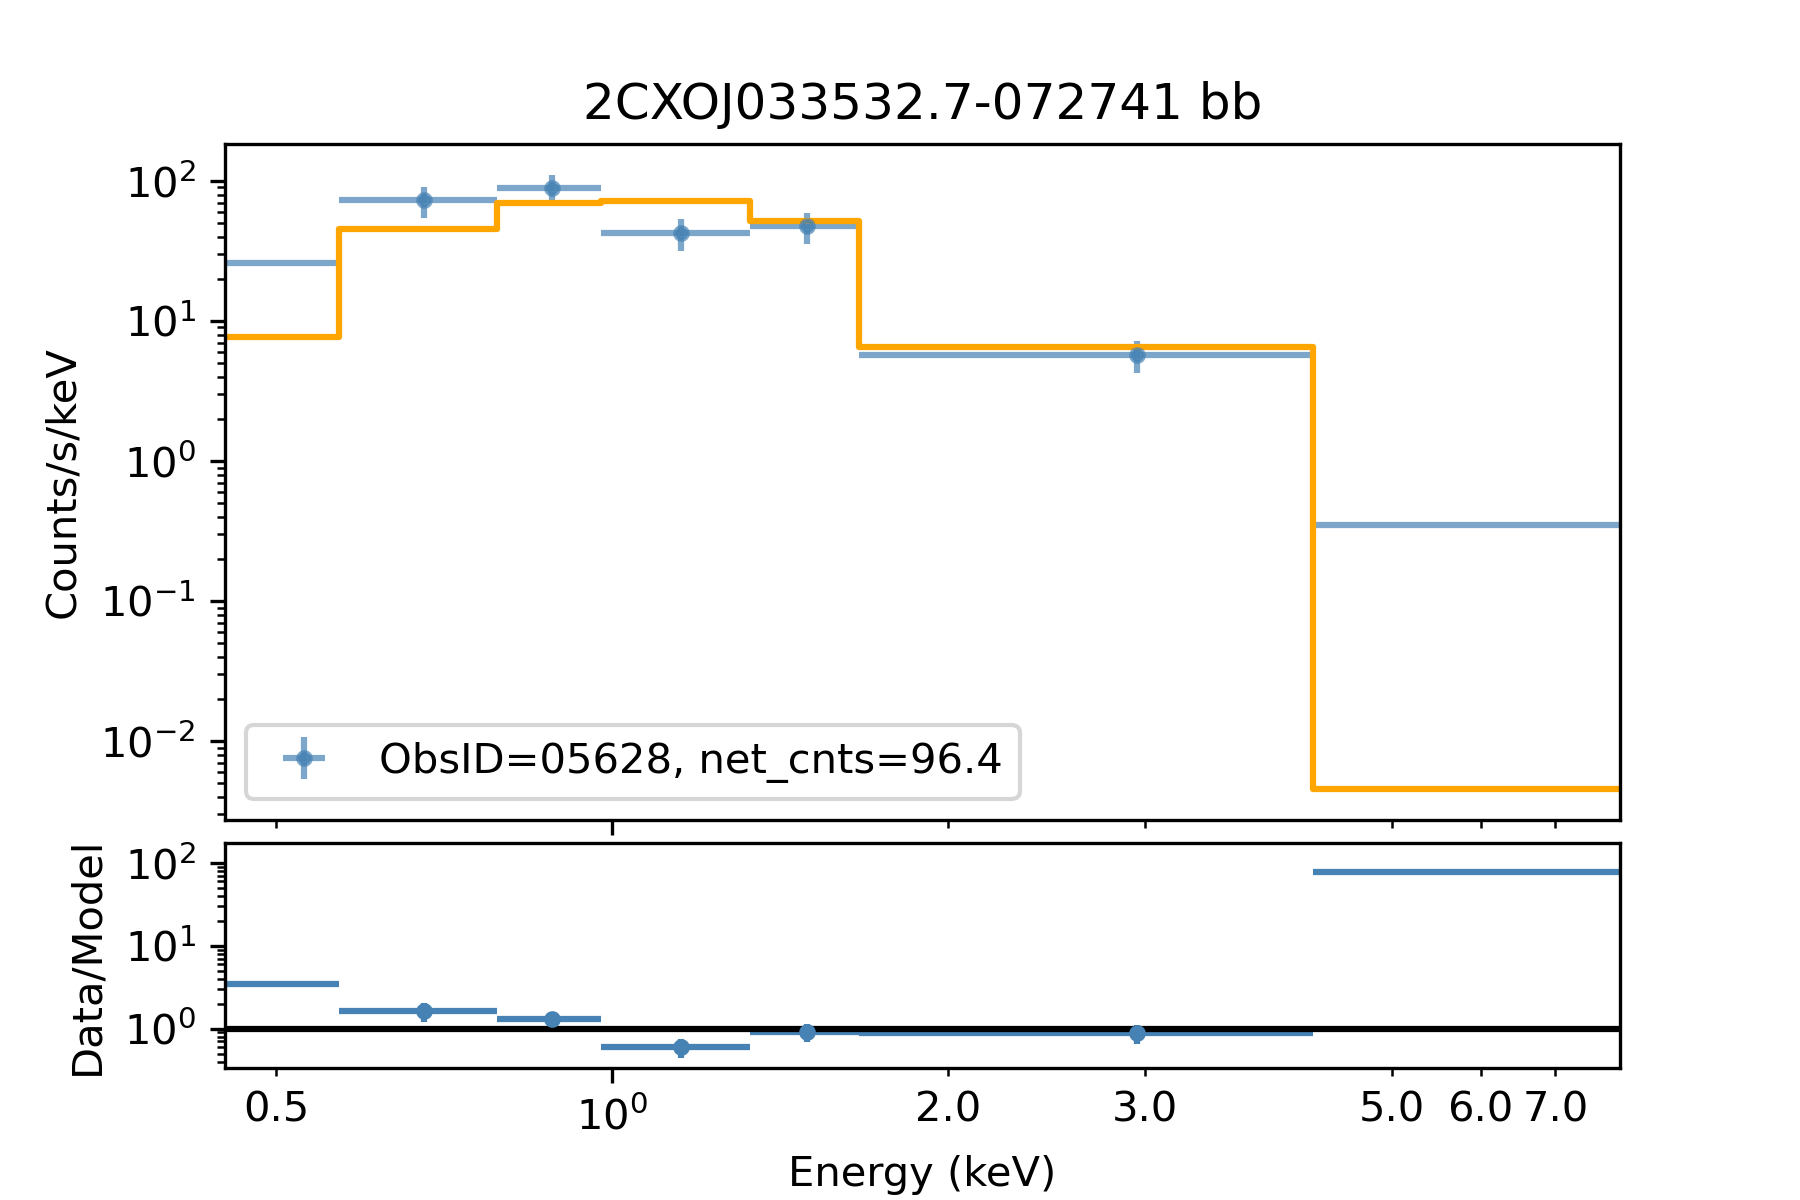 2CXOJ033532.7-072741 bb
10²
10¹
10⁰
10⁻¹
10⁻²
Counts/s/keV
ObsID=05628, net_cnts=96.4
10²
10¹
10⁰
Data/Model
0.5 10⁰ 2.0 3.0 5.0 6.0 7.0
Energy (keV)